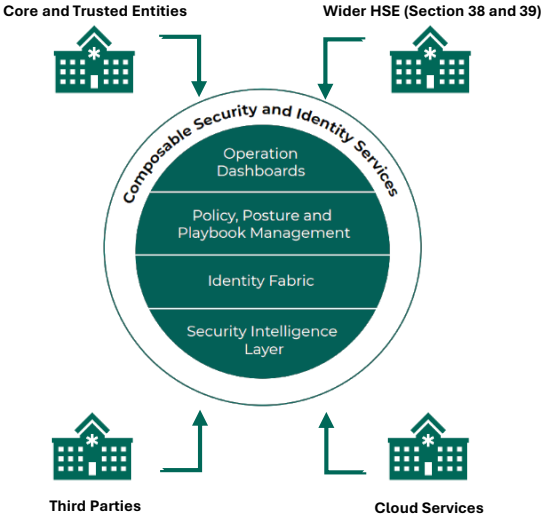 Core and Trusted Entities
Wider HSE (Section 38 and 39)
Composable Security and Identity Services
Operation
Dashboards
Policy, Posture and
Playbook Management
Identity Fabric
Security Intelligence
Layer
Third Parties
Cloud Services